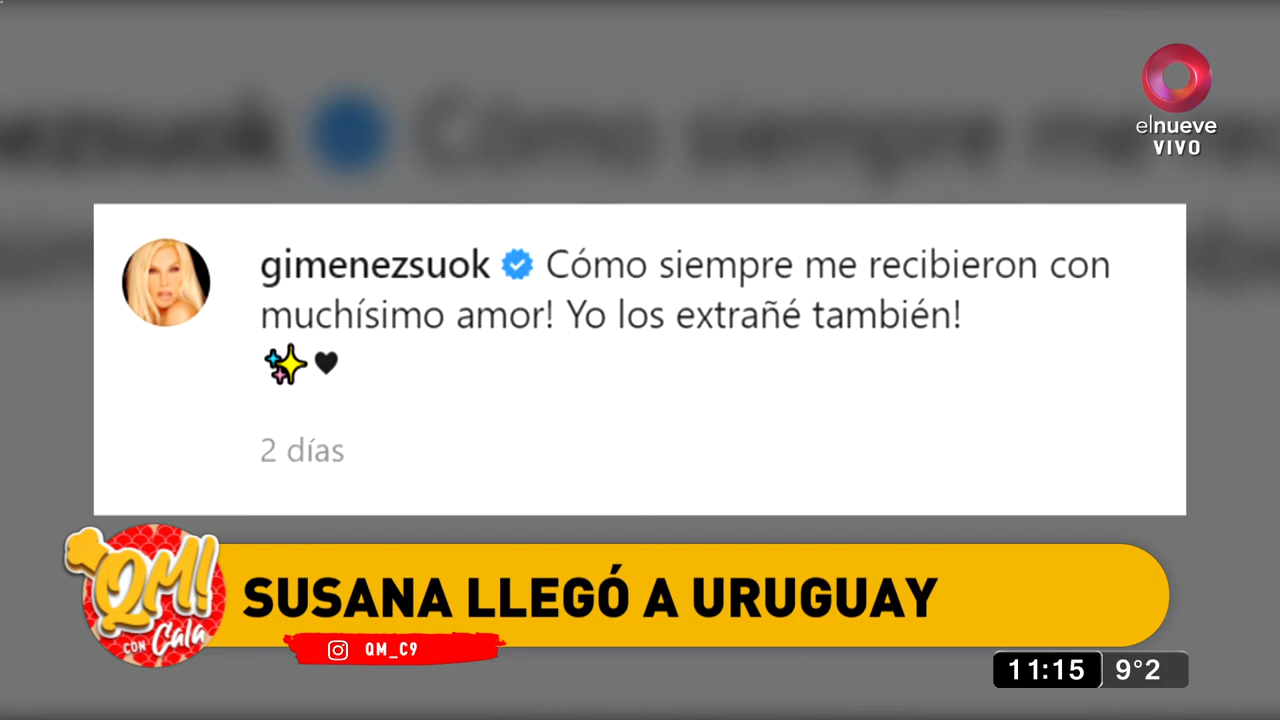 elnueve
VIVO
gimenezsuok Cómo siempre me recibieron con
muchísimo amor! Yo los extrañé también!
✨🖤
2 días
QM!
CON Cala
SUSANA LLEGÓ A URUGUAY
QM_C9
11:15 9°2